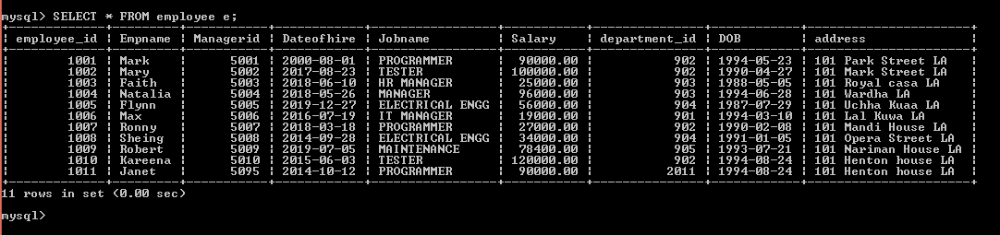 mysql> SELECT * FROM employee e;
| employee_id | Empname | Managerid | Dateofhire | Jobname | Salary | department_id | DOB | address |
| 1001 | Mark | 5001 | 2000-08-01 | PROGRAMMER | 90000.00 | 902 | 1994-05-23 | 101 Park Street LA |
| 1002 | Mary | 5002 | 2017-08-23 | TESTER | 100000.00 | 902 | 1990-04-27 | 101 Mark Street LA |
| 1003 | Faith | 5003 | 2018-06-10 | HR MANAGER | 25000.00 | 903 | 1988-05-05 | 101 Royal casa LA |
| 1004 | Natalia | 5004 | 2018-05-26 | MANAGER | 96000.00 | 903 | 1994-06-28 | 101 Wardha LA |
| 1005 | Flynn | 5005 | 2019-12-27 | ELECTRICAL ENGG | 56000.00 | 904 | 1987-07-29 | 101 Uchha Kuaa LA |
| 1006 | Max | 5006 | 2016-07-19 | IT MANAGER | 19000.00 | 901 | 1994-03-10 | 101 Lal Kuwa LA |
| 1007 | Ronny | 5007 | 2018-03-18 | PROGRAMMER | 27000.00 | 902 | 1990-02-08 | 101 Mandi House LA |
| 1008 | Sheing | 5008 | 2014-09-28 | ELECTRICAL ENGG | 34000.00 | 904 | 1991-01-05 | 101 Opera Street LA |
| 1009 | Robert | 5009 | 2019-07-05 | MAINTENANCE | 78400.00 | 905 | 1993-07-21 | 101 Nariman House LA |
| 1010 | Kareena | 5010 | 2015-06-03 | TESTER | 120000.00 | 902 | 1994-08-24 | 101 Henton house LA |
| 1011 | Janet | 5095 | 2014-10-12 | PROGRAMMER | 90000.00 | 2011 | 1994-08-24 | 101 Henton house LA |
11 rows in set (0.00 sec)
mysql>